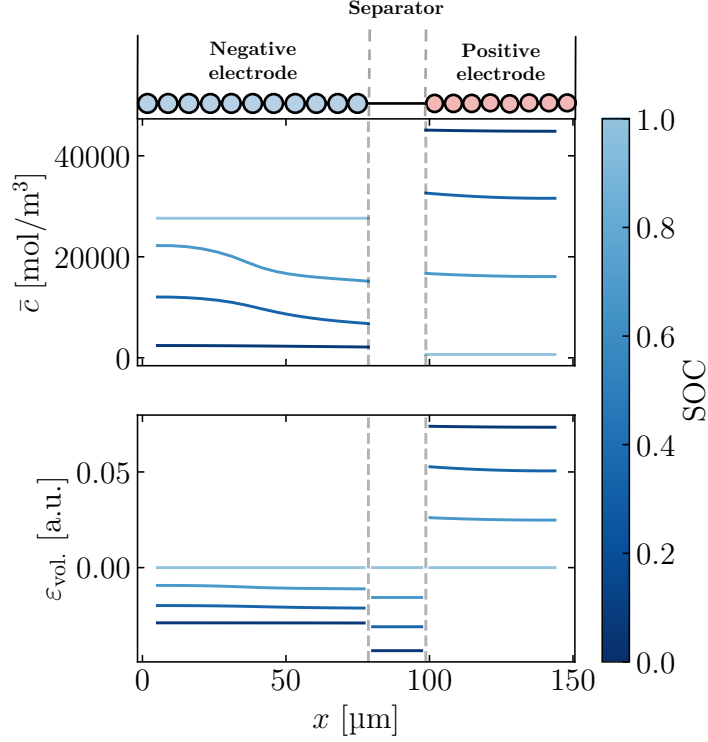 Separator
Negative
electrode
Positive
electrode
c̄ [mol/m³]
40000
20000
0
ε_vol. [a.u.]
0.05
0.00
0
50
100
150
x [µm]
1.0
0.8
0.6
0.4
0.2
0.0
SOC